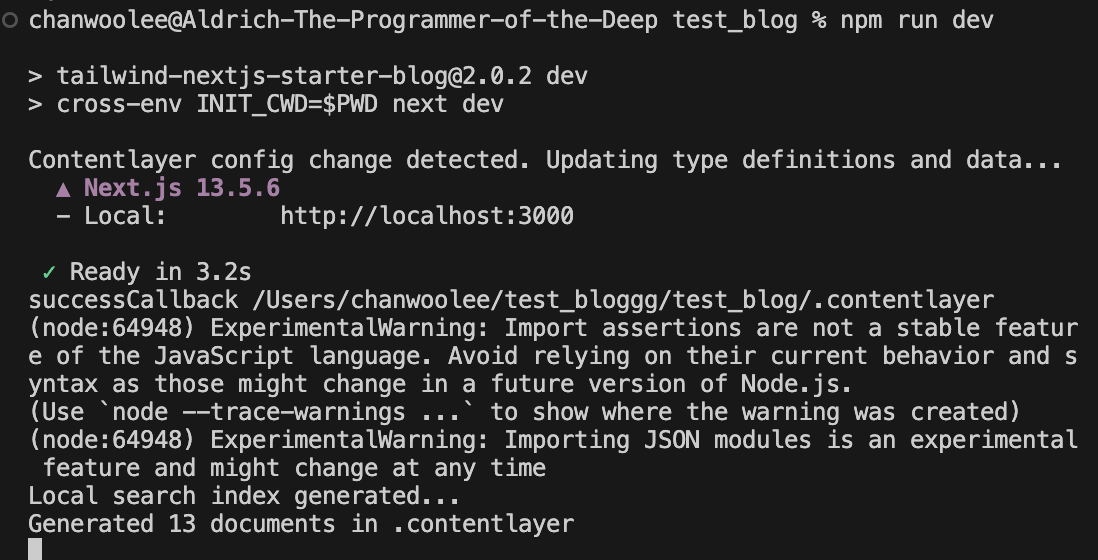 chanwoolee@Aldrich-The-Programmer-of-the-Deep test_blog % npm run dev
> tailwind-nextjs-starter-blog@2.0.2 dev
> cross-env INIT_CWD=$PWD next dev
Contentlayer config change detected. Updating type definitions and data...
▲ Next.js 13.5.6
- Local:        http://localhost:3000
✓ Ready in 3.2s
successCallback /Users/chanwoolee/test_bloggg/test_blog/.contentlayer
(node:64948) ExperimentalWarning: Import assertions are not a stable featur
e of the JavaScript language. Avoid relying on their current behavior and s
yntax as those might change in a future version of Node.js.
(Use `node --trace-warnings ...` to show where the warning was created)
(node:64948) ExperimentalWarning: Importing JSON modules is an experimental
 feature and might change at any time
Local search index generated...
Generated 13 documents in .contentlayer